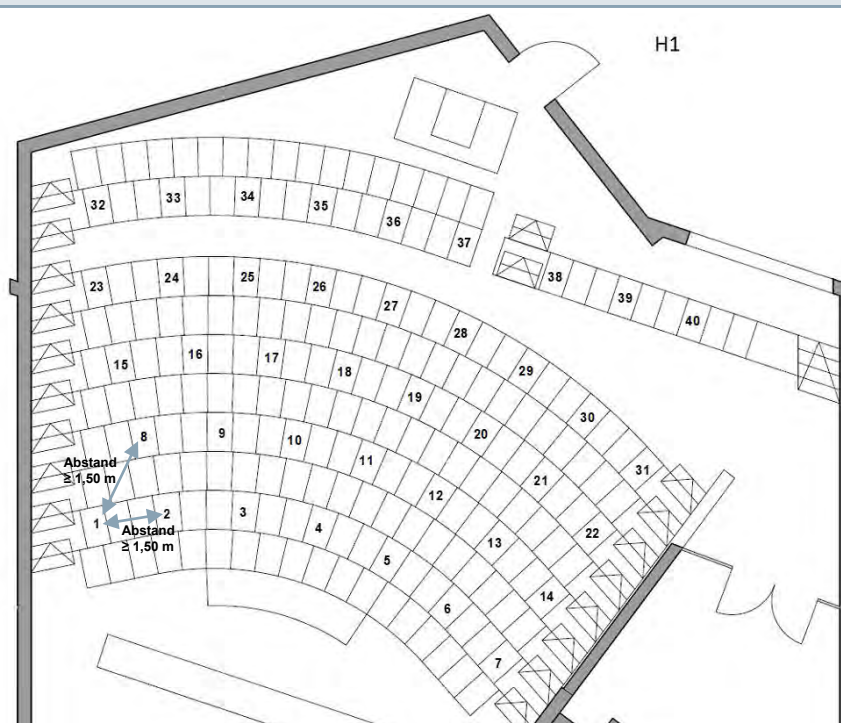 H1
32 33 34 35 36 37
38 39 40
23 24 25 26 27 28 29 30 31
15 16 17 18 19 20 21 22
8 9 10 11 12 13 14
Abstand
≥ 1,50 m
1 2 3 4 5 6 7
Abstand
≥ 1,50 m